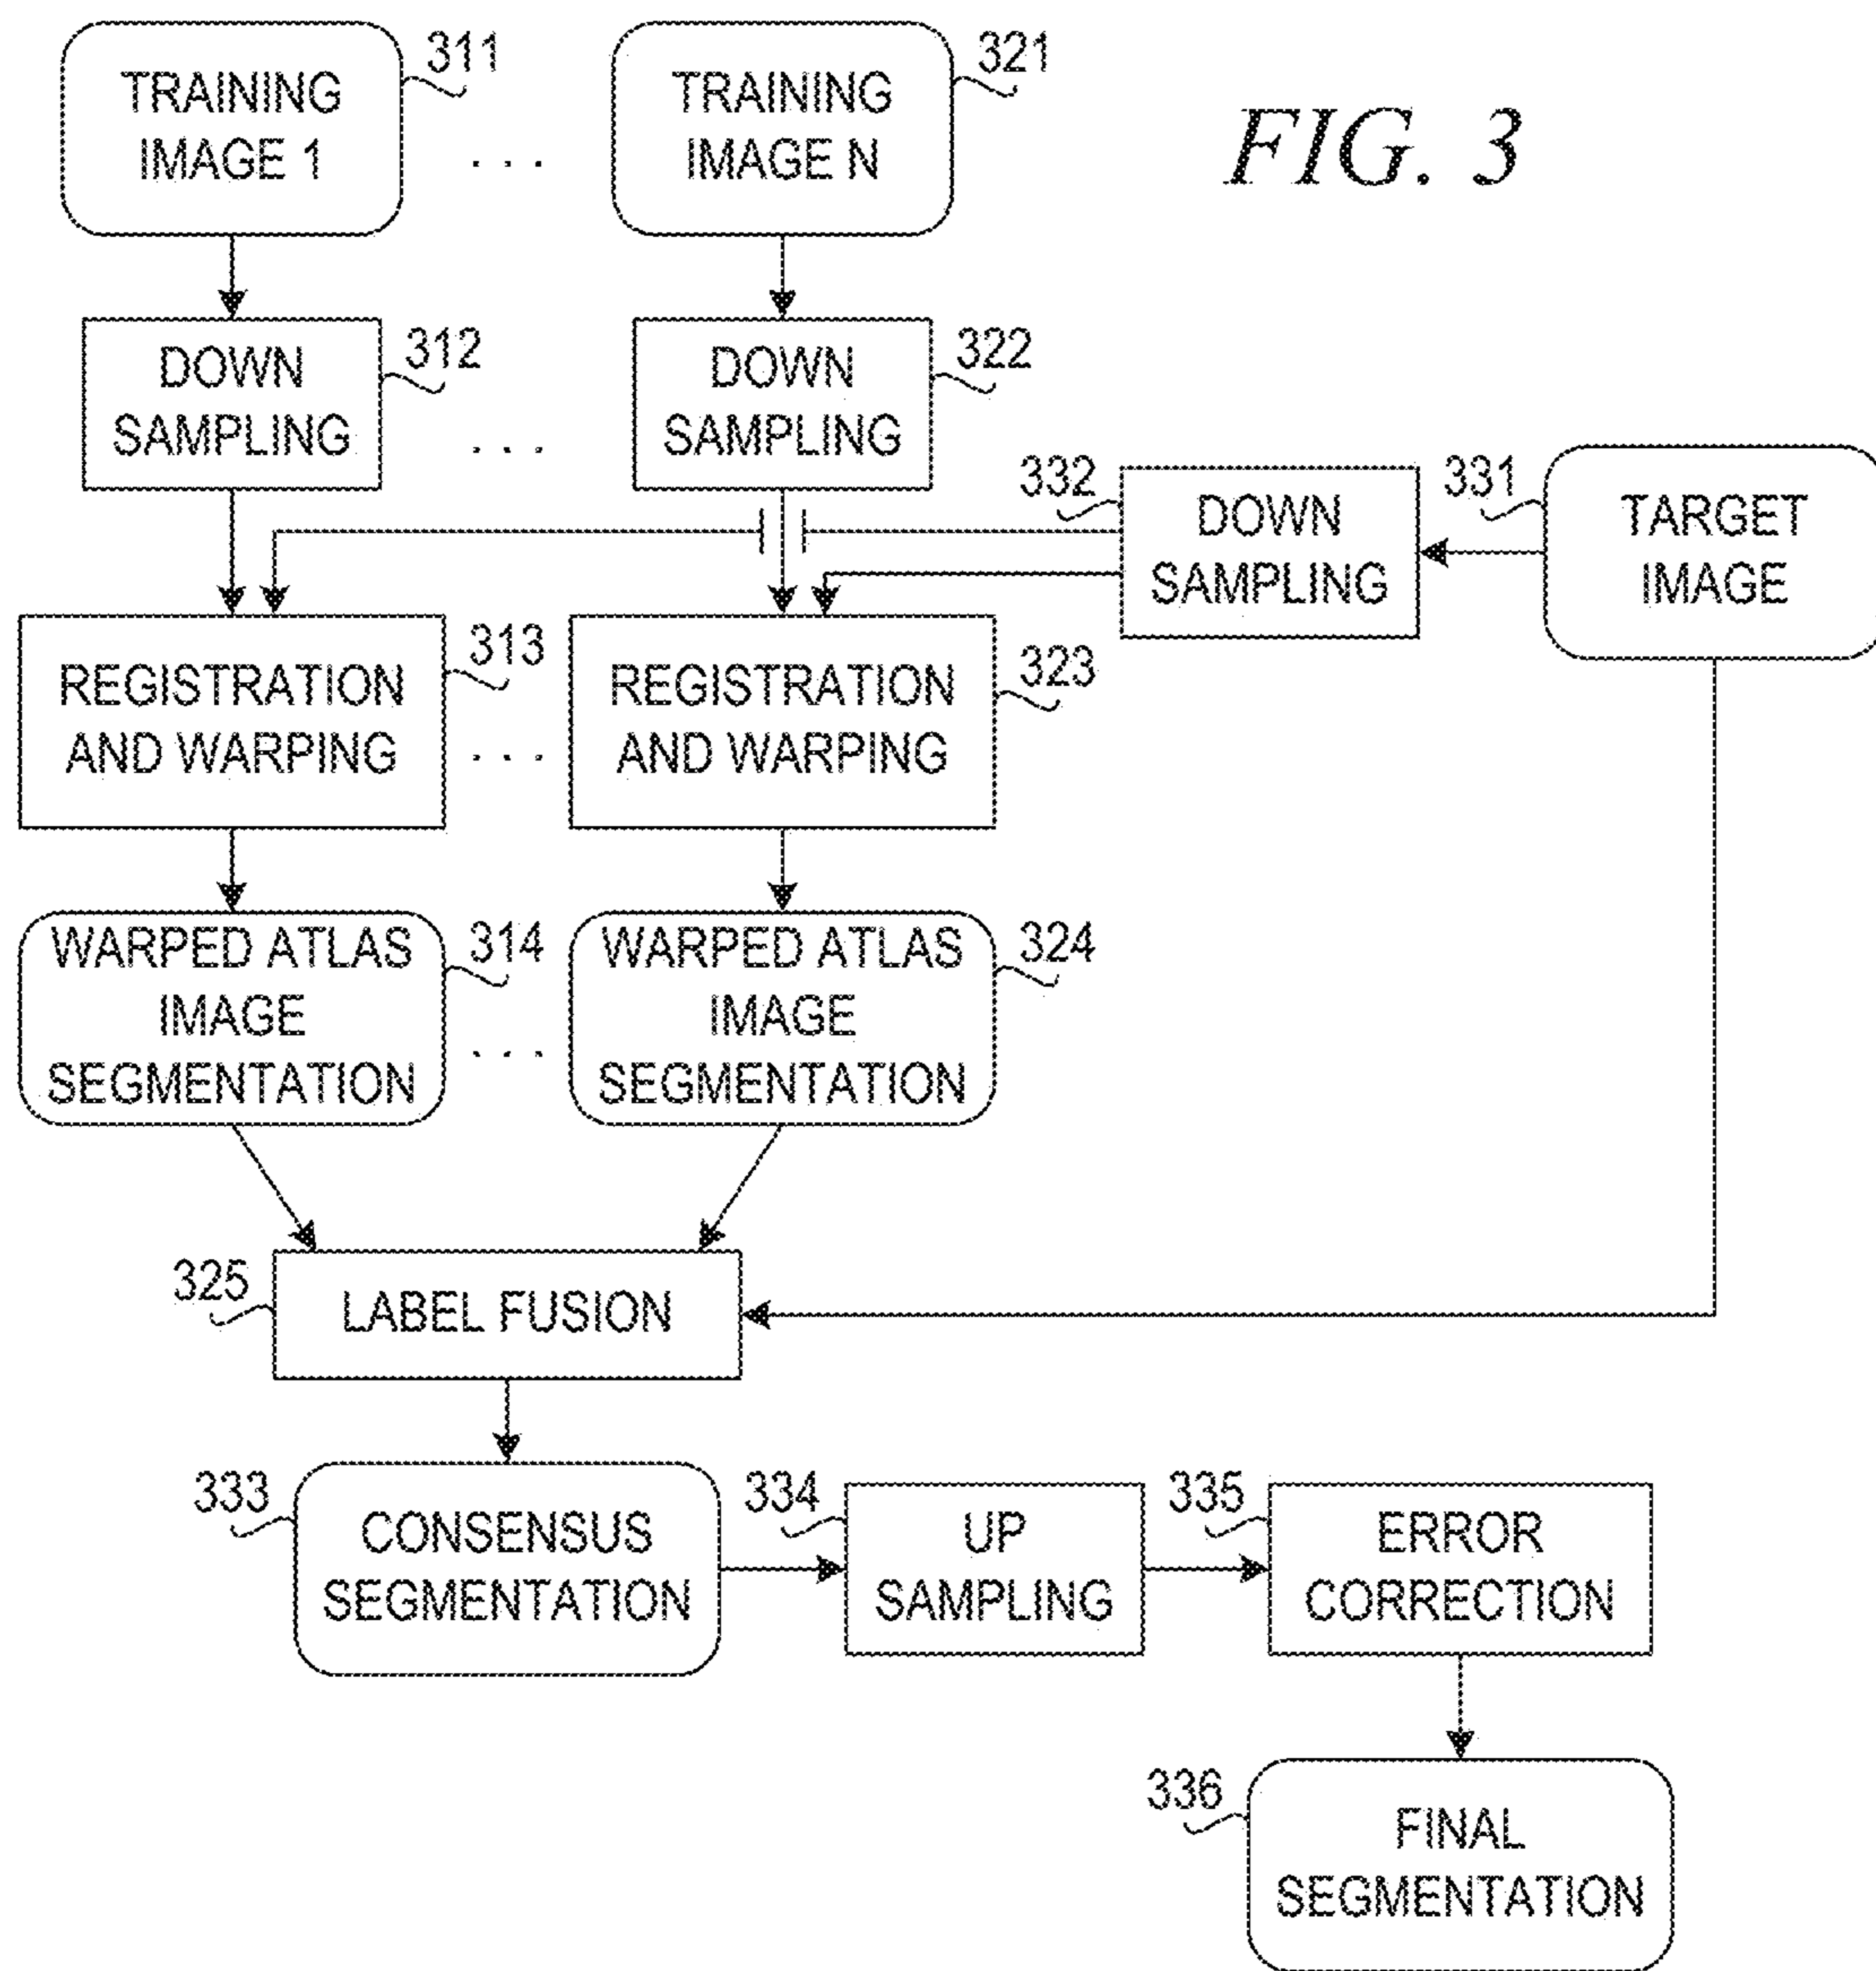 311
TRAINING
IMAGE 1
. . .
321
TRAINING
IMAGE N
FIG. 3
312
DOWN
SAMPLING
. . .
322
DOWN
SAMPLING
332
DOWN
SAMPLING
331
TARGET
IMAGE
313
REGISTRATION
AND WARPING
. . .
323
REGISTRATION
AND WARPING
314
WARPED ATLAS
IMAGE
SEGMENTATION
. . .
324
WARPED ATLAS
IMAGE
SEGMENTATION
325
LABEL FUSION
333
CONSENSUS
SEGMENTATION
334
UP
SAMPLING
335
ERROR
CORRECTION
336
FINAL
SEGMENTATION